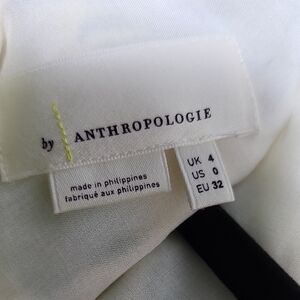 by ANTHROPOLOGIE
made in philippines
fabriqué aux philippines
UK 4
US 0
EU 32